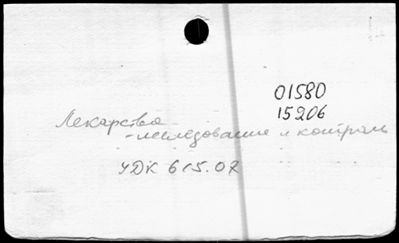 01580
15206
Лекарства
-исследование и контроль
УДК 615.07